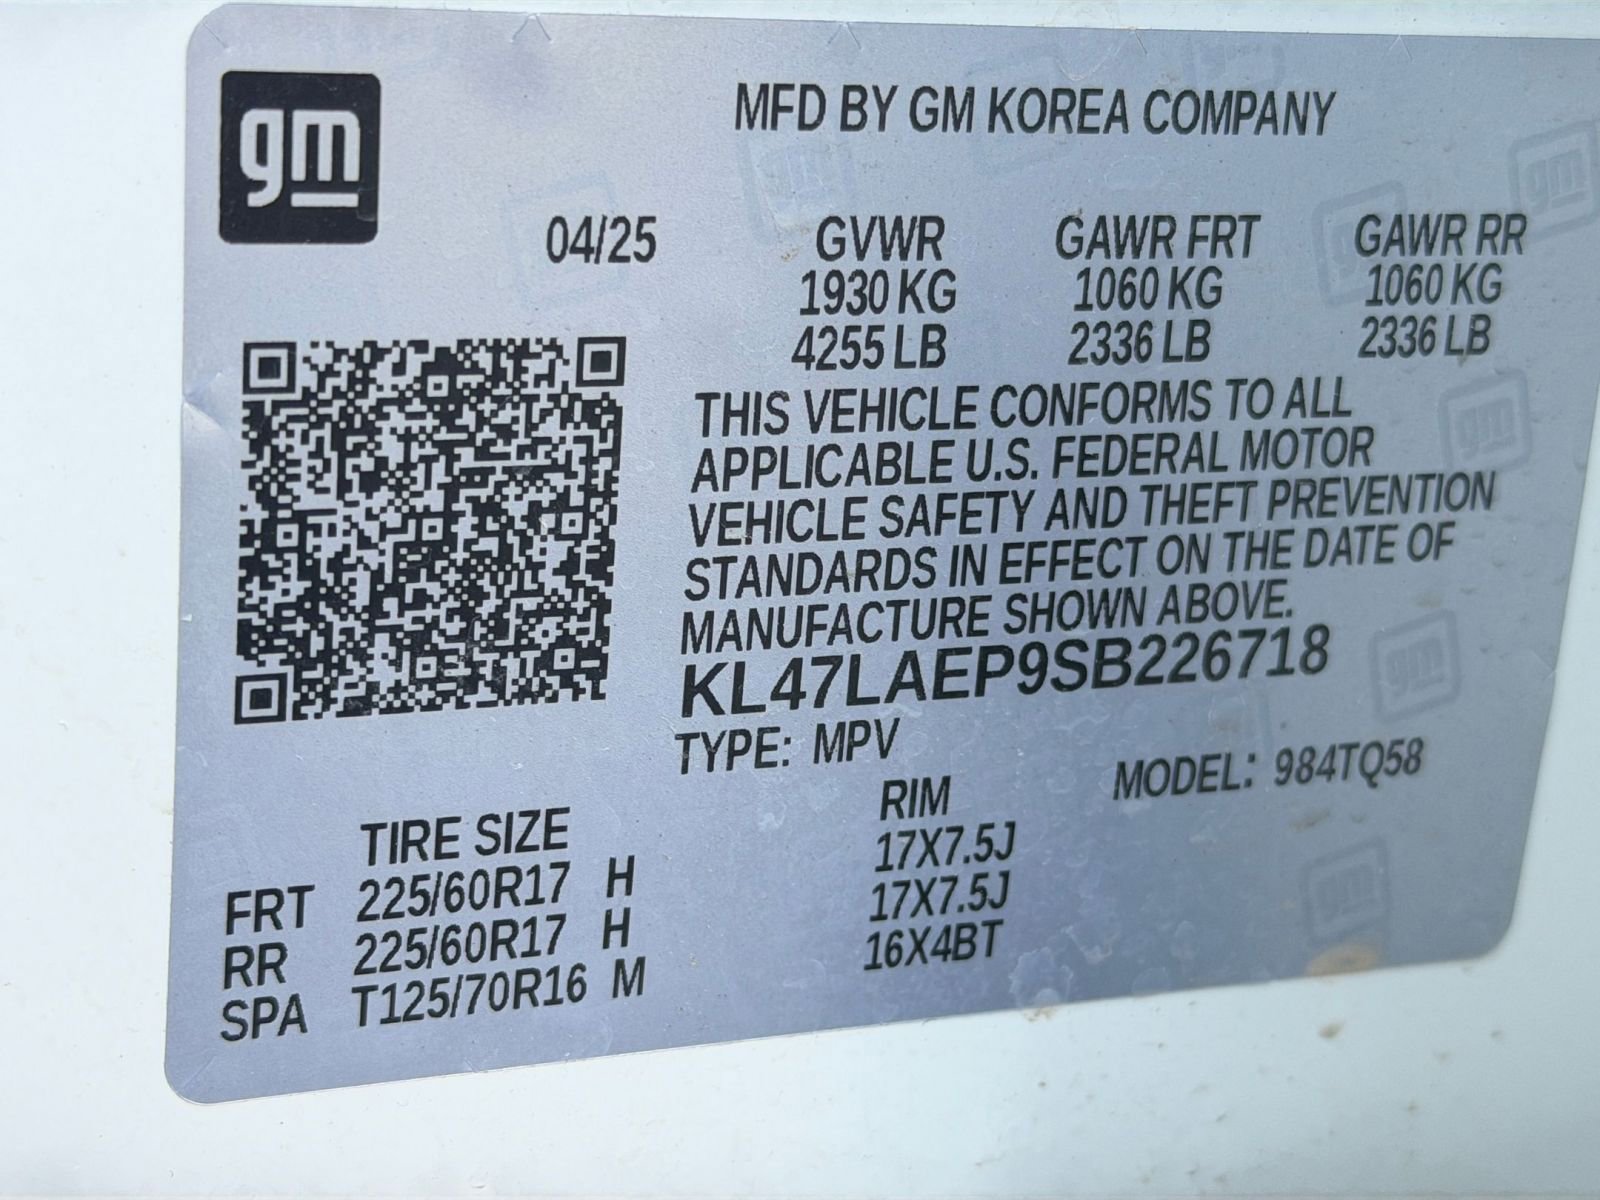 gm
MFD BY GM KOREA COMPANY
04/25 GVWR GAWR FRT GAWR RR
1930 KG 1060 KG 1060 KG
4255 LB 2336 LB 2336 LB
THIS VEHICLE CONFORMS TO ALL
APPLICABLE U.S. FEDERAL MOTOR
VEHICLE SAFETY AND THEFT PREVENTION
STANDARDS IN EFFECT ON THE DATE OF
MANUFACTURE SHOWN ABOVE.
KL47LAEP9SB226718
TYPE: MPV MODEL: 984TQ58
TIRE SIZE RIM
FRT 225/60R17 H 17X7.5J
RR 225/60R17 H 17X7.5J
SPA T125/70R16 M 16X4BT